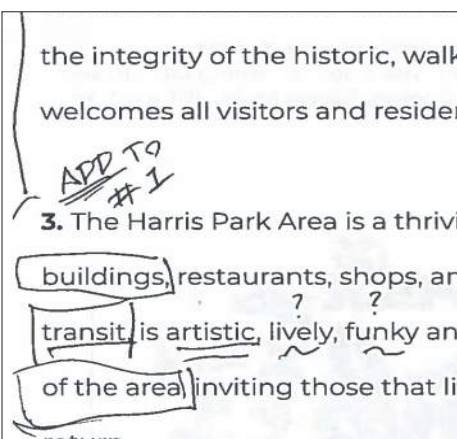 the integrity of the historic, walk
welcomes all visitors and reside
ADD TO
# 1
3. The Harris Park Area is a thrivi
buildings, restaurants, shops, an
? ?
transit, is artistic, lively, funky an
of the area, inviting those that li